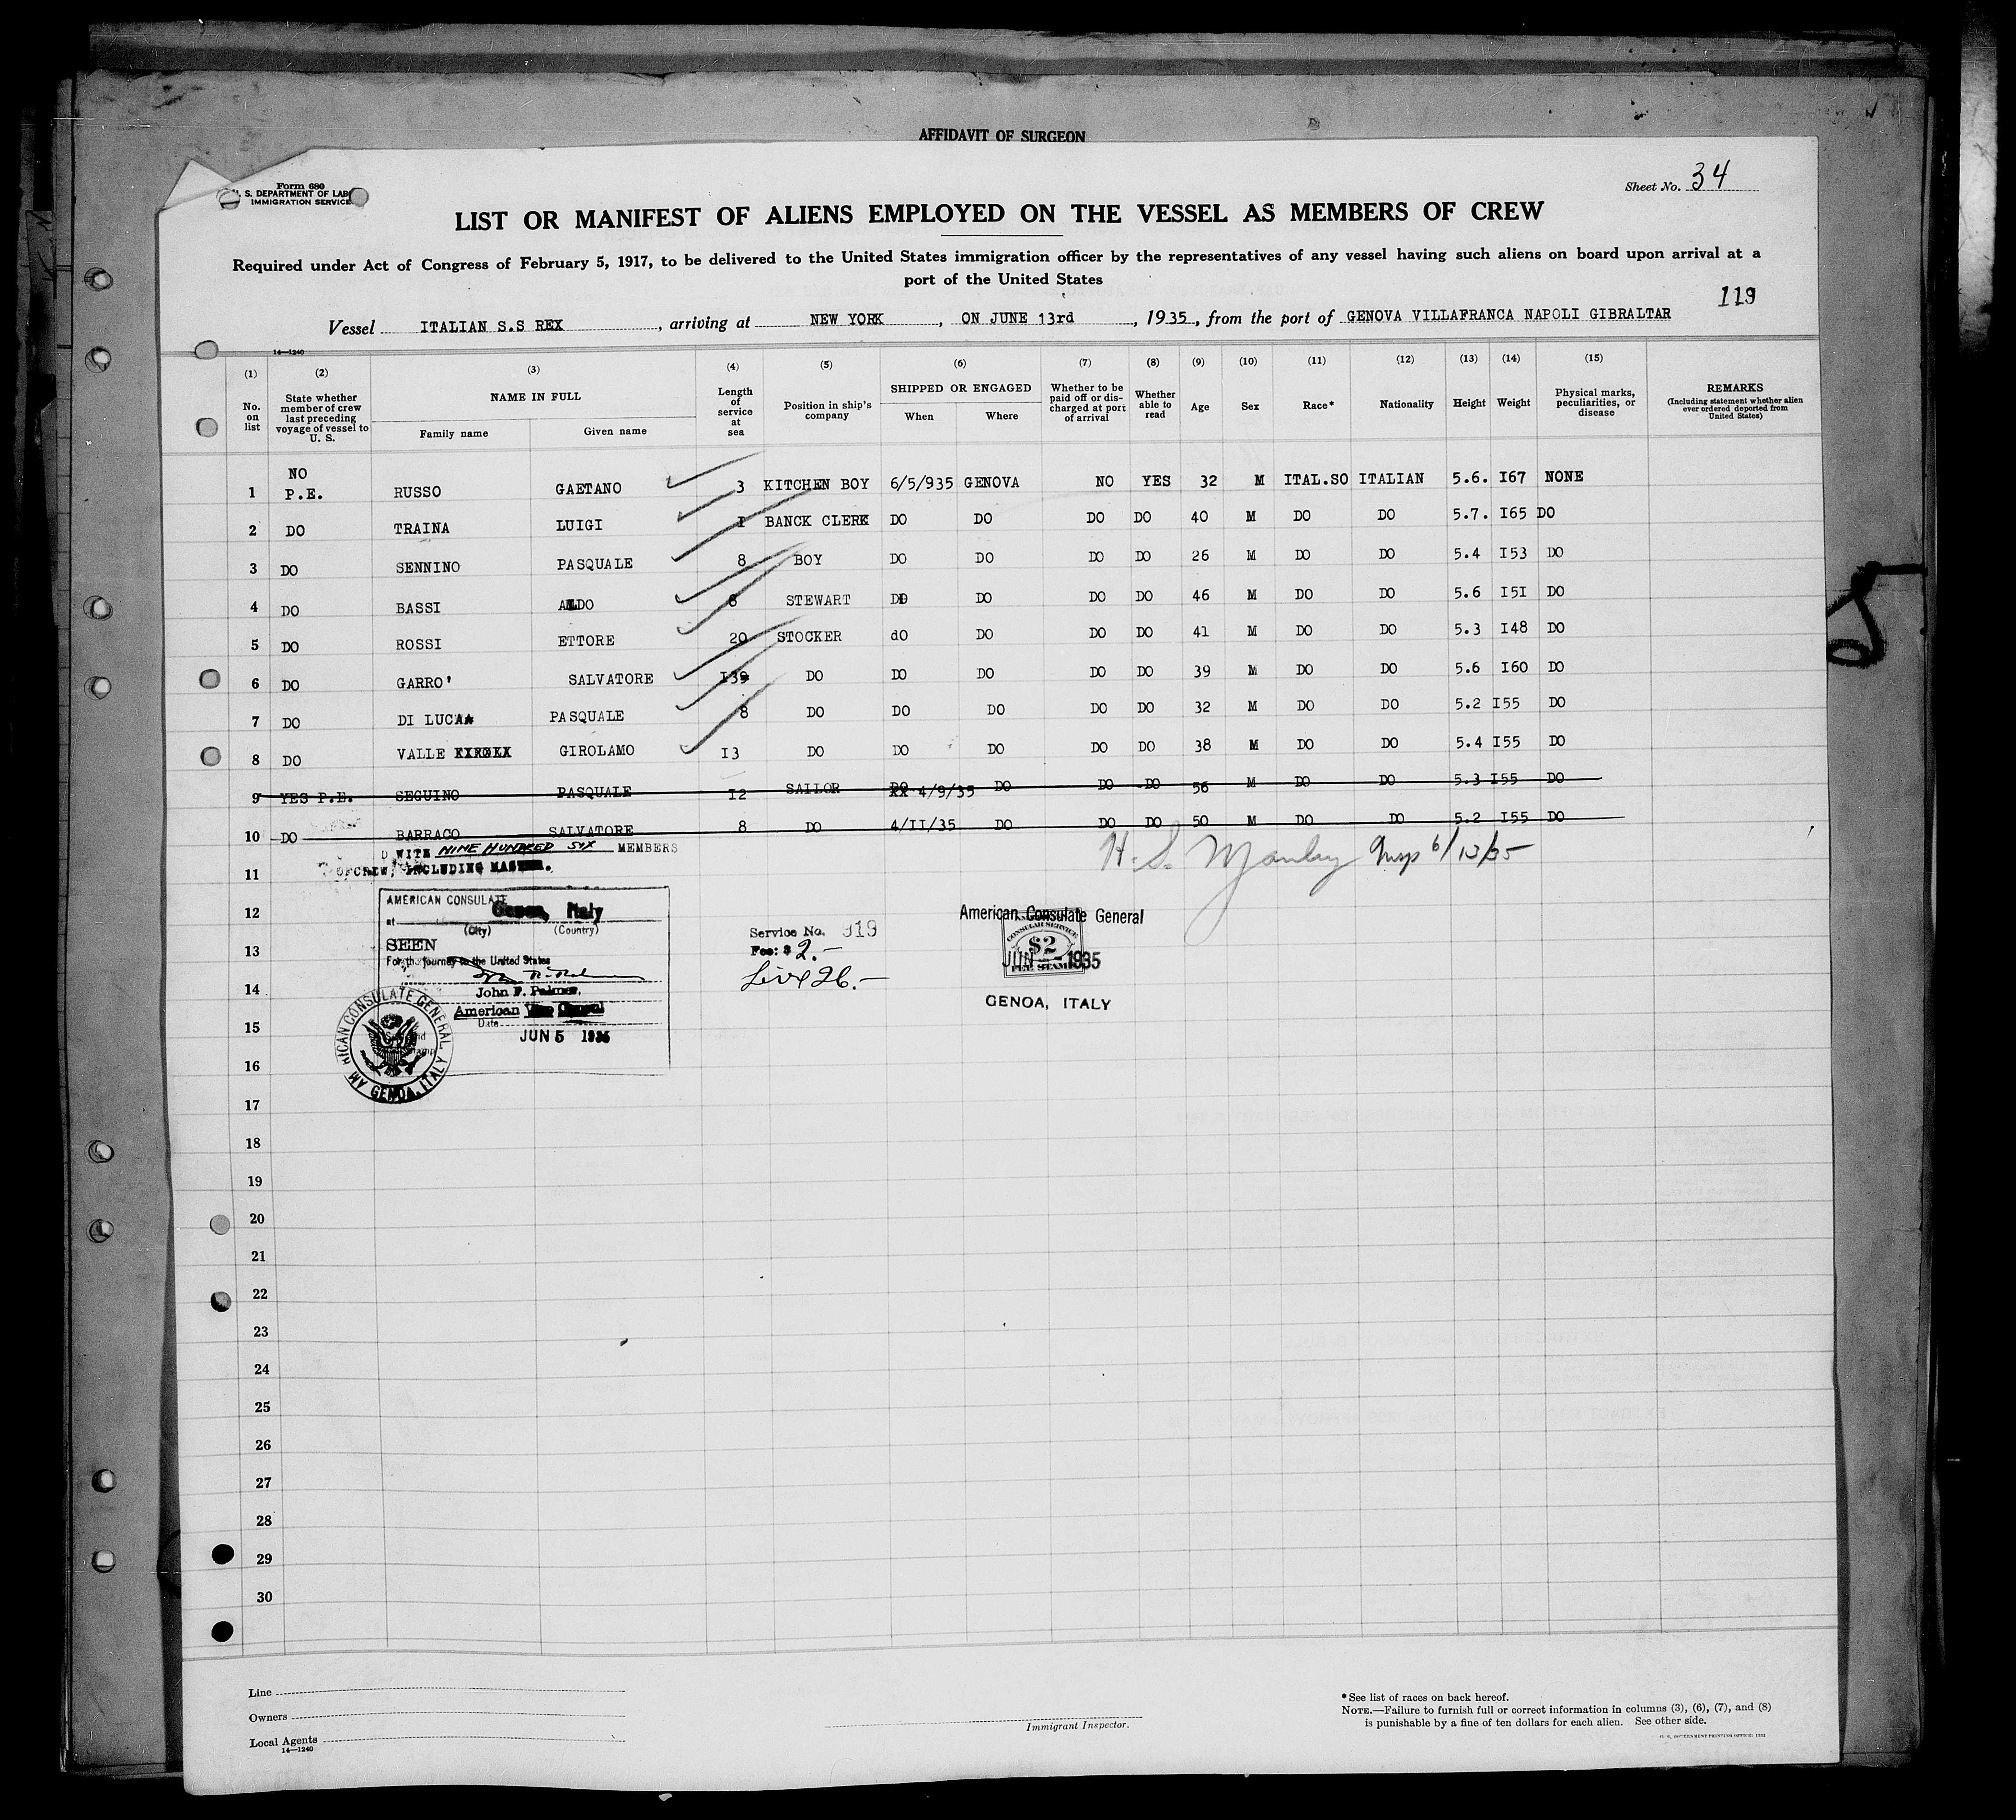 AFFIDAVIT OF SURGEON
Form 680
U. S. DEPARTMENT OF LAB
IMMIGRATION SERVICE
Sheet No. 34
LIST OR MANIFEST OF ALIENS EMPLOYED ON THE VESSEL AS MEMBERS OF CREW
Required under Act of Congress of February 5, 1917, to be delivered to the United States immigration officer by the representatives of any vessel having such aliens on board upon arrival at a
port of the United States
119
Vessel ITALIAN S.S REX, arriving at NEW YORK, ON JUNE 13rd, 1935, from the port of GENOVA VILLAFRANCA NAPOLI GIBRALTAR
14—1240
(1) (2) (3) (4) (5) (6) (7) (8) (9) (10) (11) (12) (13) (14) (15)
No. on list
State whether member of crew last preceding voyage of vessel to U. S.
NAME IN FULL
Family name
Given name
Length of service at sea
Position in ship's company
SHIPPED OR ENGAGED
When
Where
Whether to be paid off or discharged at port of arrival
Whether able to read
Age
Sex
Race*
Nationality
Height
Weight
Physical marks, peculiarities, or disease
REMARKS
(Including statement whether alien ever ordered deported from United States)
1 NO P.E. RUSSO GAETANO 3 KITCHEN BOY 6/5/935 GENOVA NO YES 32 M ITAL.SO ITALIAN 5.6. I67 NONE
2 DO TRAINA LUIGI I BANCK CLERK DO DO DO DO 40 M DO DO 5.7. I65 DO
3 DO SENNINO PASQUALE 8 BOY DO DO DO DO 26 M DO DO 5.4 I53 DO
4 DO BASSI ALDO 8 STEWART DO DO DO DO 46 M DO DO 5.6 I5I DO
5 DO ROSSI ETTORE 20 STOCKER dO DO DO DO 41 M DO DO 5.3 I48 DO
6 DO GARRO' SALVATORE I39 DO DO DO DO DO 39 M DO DO 5.6 I60 DO
7 DO DI LUCA PASQUALE 8 DO DO DO DO DO 32 M DO DO 5.2 I55 DO
8 DO VALLE GIROLAMO I3 DO DO DO DO DO 38 M DO DO 5.4 I55 DO
9 YES P.E. SEGUINO PASQUALE I2 SAILOR 4/9/35 DO DO DO 56 M DO DO 5.3 I55 DO
10 DO BARRACO SALVATORE 8 DO 4/II/35 DO DO DO 50 M DO DO 5.2 I55 DO
WITH NINE HUNDRED SIX MEMBERS
H. S. Manley Insp 6/13/35
11 OF CREW, INCLUDING MASTER.
AMERICAN CONSULATE
12
at Genoa, Italy
(City) (Country)
American Consulate General
Service No. 919
13
SEEN
Fee: $ 2.-
CONSULAR SERVICE
$2
FEE STAMP
For the journey to the United States
JUN 1935
14
Lire 26.-
John F. Palmer,
GENOA, ITALY
American Vice Consul
15
Date JUN 5 1935
AMERICAN CONSULATE GENERAL
GENOA, ITALY
16
17
18
19
20
21
22
23
24
25
26
27
28
29
30
Line
Owners
Local Agents
14—1240
Immigrant Inspector.
*See list of races on back hereof.
NOTE.—Failure to furnish full or correct information in columns (3), (6), (7), and (8)
is punishable by a fine of ten dollars for each alien. See other side.